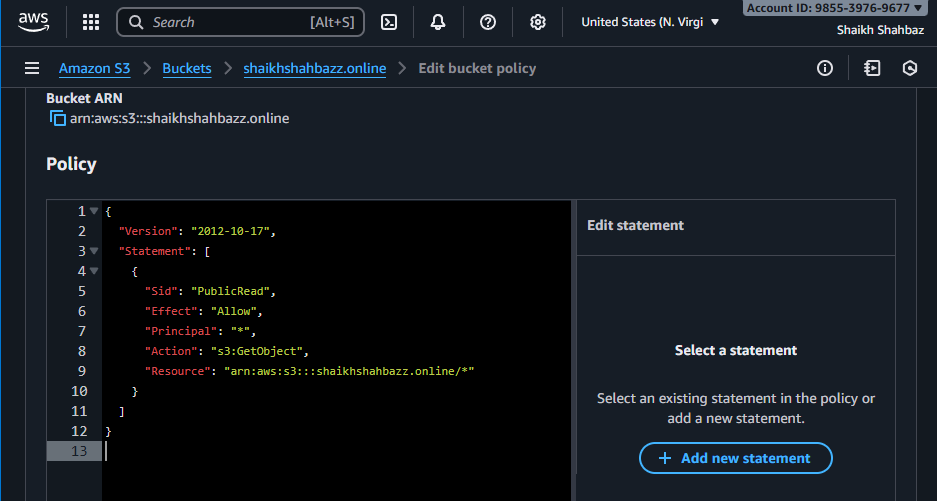 aws
Search [Alt+S]
United States (N. Virgi
Account ID: 9855-3976-9677
Shaikh Shahbaz
Amazon S3 > Buckets > shaikhshahbazz.online > Edit bucket policy
Bucket ARN
arn:aws:s3:::shaikhshahbazz.online
Policy
1 {
2 "Version": "2012-10-17",
3 "Statement": [
4 {
5 "Sid": "PublicRead",
6 "Effect": "Allow",
7 "Principal": "*",
8 "Action": "s3:GetObject",
9 "Resource": "arn:aws:s3:::shaikhshahbazz.online/*"
10 }
11 ]
12 }
13
Edit statement
Select a statement
Select an existing statement in the policy or
add a new statement.
+ Add new statement